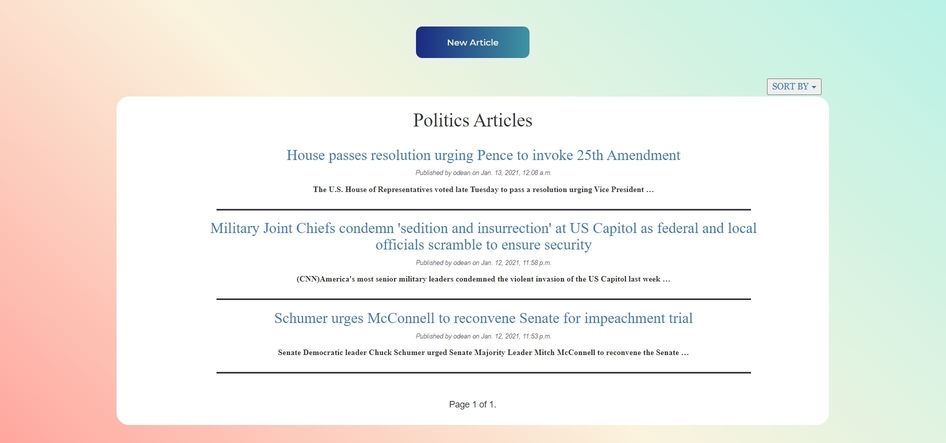 New Article
SORT BY
Politics Articles
House passes resolution urging Pence to invoke 25th Amendment
Published by odean on Jan. 13, 2021, 12:08 a.m.
The U.S. House of Representatives voted late Tuesday to pass a resolution urging Vice President …
Military Joint Chiefs condemn 'sedition and insurrection' at US Capitol as federal and local
officials scramble to ensure security
Published by odean on Jan. 12, 2021, 11:58 p.m.
(CNN)America's most senior military leaders condemned the violent invasion of the US Capitol last week …
Schumer urges McConnell to reconvene Senate for impeachment trial
Published by odean on Jan. 12, 2021, 11:53 p.m.
Senate Democratic leader Chuck Schumer urged Senate Majority Leader Mitch McConnell to reconvene the Senate …
Page 1 of 1.